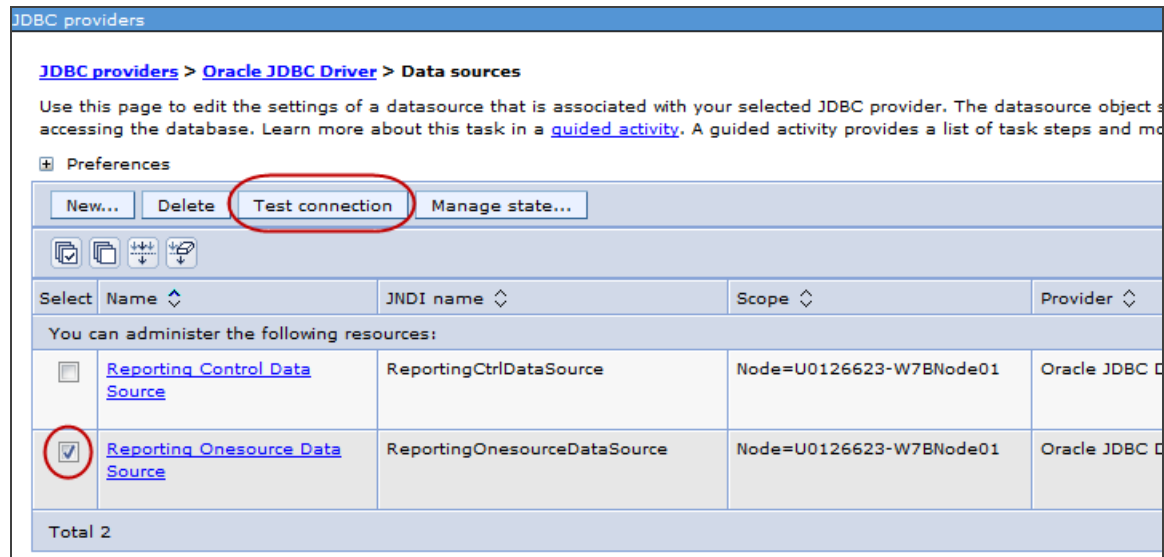 JDBC providers
JDBC providers > Oracle JDBC Driver > Data sources
Use this page to edit the settings of a datasource that is associated with your selected JDBC provider. The datasource object s
accessing the database. Learn more about this task in a guided activity. A guided activity provides a list of task steps and mo
Preferences
New... Delete Test connection Manage state...
Select Name JNDI name Scope Provider
You can administer the following resources:
Reporting Control Data ReportingCtrlDataSource Node=U0126623-W7BNode01 Oracle JDBC D
Source
Reporting Onesource Data ReportingOnesourceDataSource Node=U0126623-W7BNode01 Oracle JDBC D
Source
Total 2